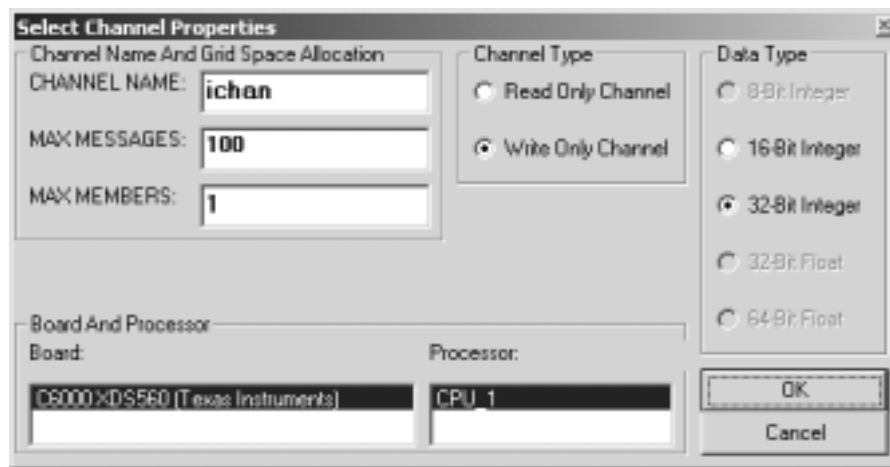 Select Channel Properties
Channel Name And Grid Space Allocation
CHANNEL NAME: ichan
MAX MESSAGES: 100
MAX MEMBERS: 1
Channel Type
Read Only Channel
Write Only Channel
Data Type
8-Bit Integer
16-Bit Integer
32-Bit Integer
32-Bit Float
64-Bit Float
Board And Processor
Board:
C6000 XDS560 (Texas Instruments)
Processor:
CPU_1
OK
Cancel